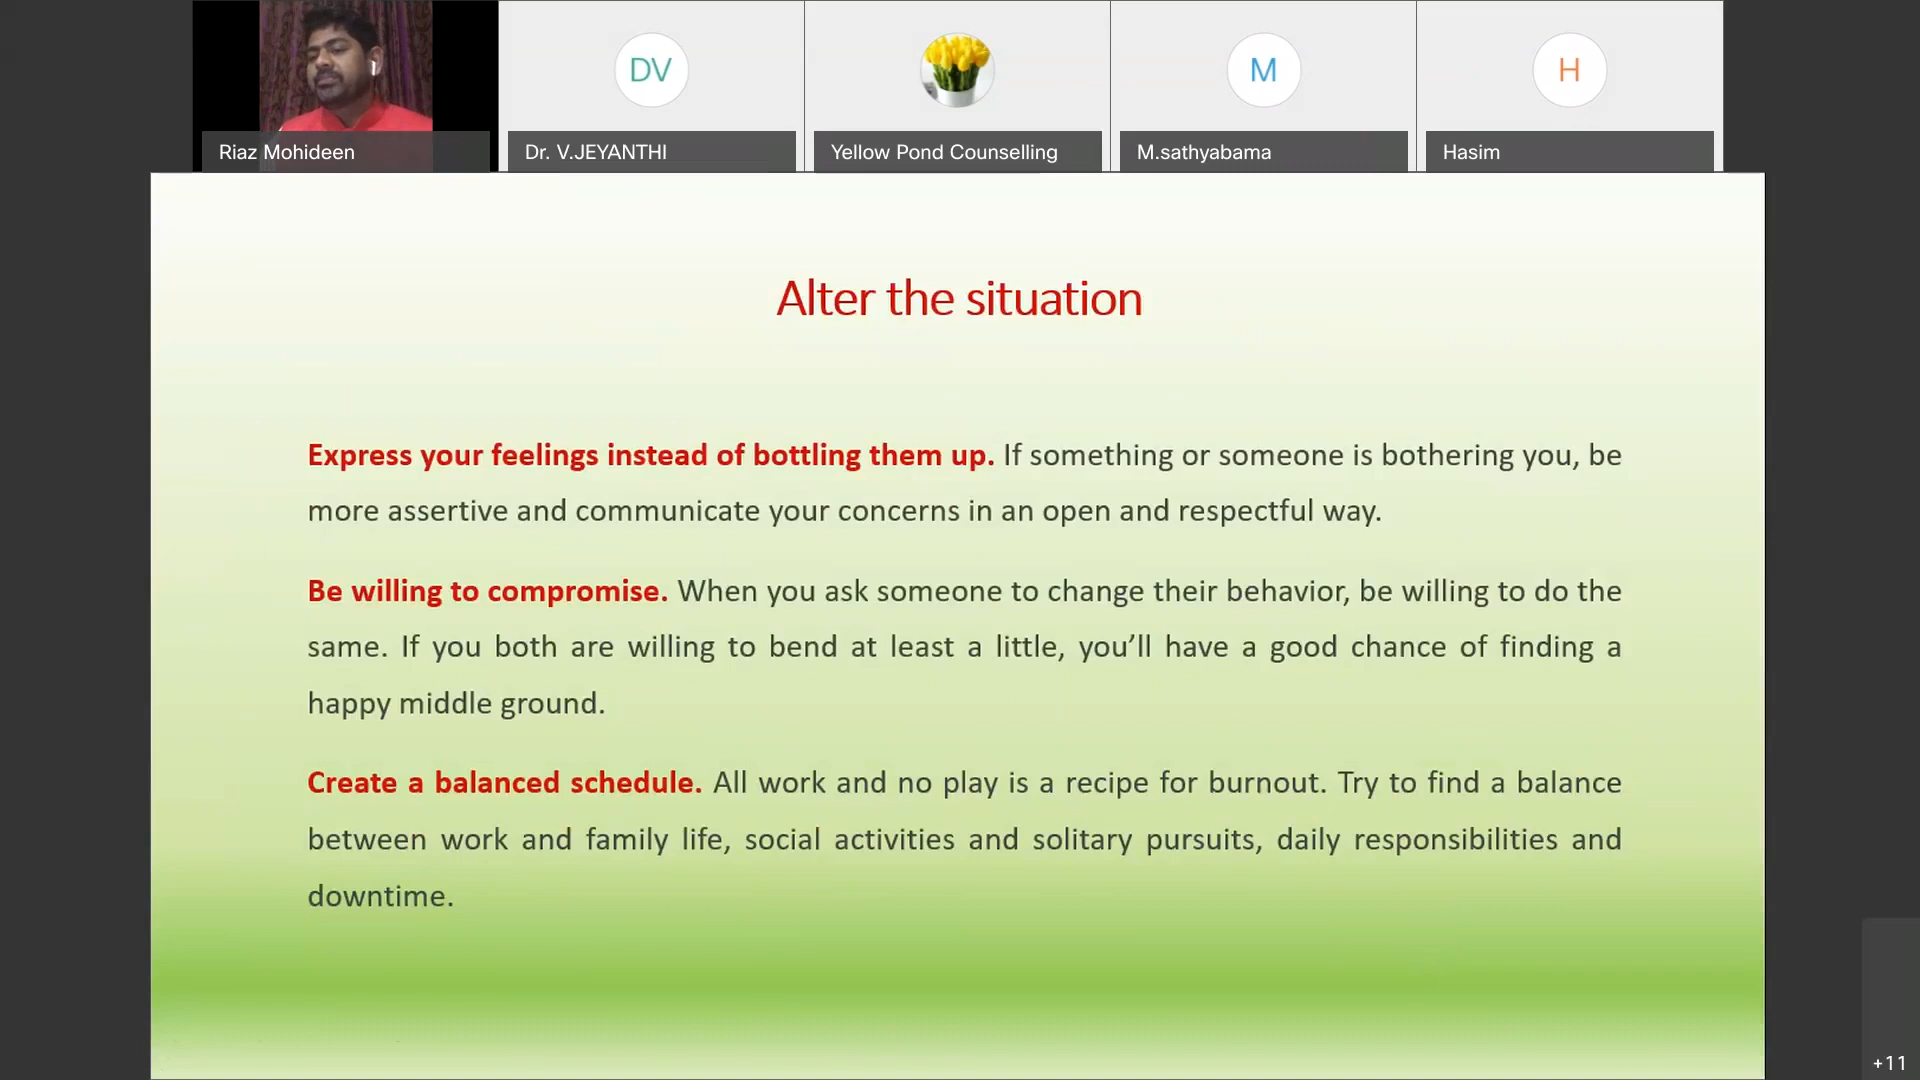 DV
M
H
Riaz Mohideen
Dr. V.JEYANTHI
Yellow Pond Counselling
M.sathyabama
Hasim
Alter the situation
Express your feelings instead of bottling them up. If something or someone is bothering you, be
more assertive and communicate your concerns in an open and respectful way.
Be willing to compromise. When you ask someone to change their behavior, be willing to do the
same. If you both are willing to bend at least a little, you’ll have a good chance of finding a
happy middle ground.
Create a balanced schedule. All work and no play is a recipe for burnout. Try to find a balance
between work and family life, social activities and solitary pursuits, daily responsibilities and
downtime.
+11